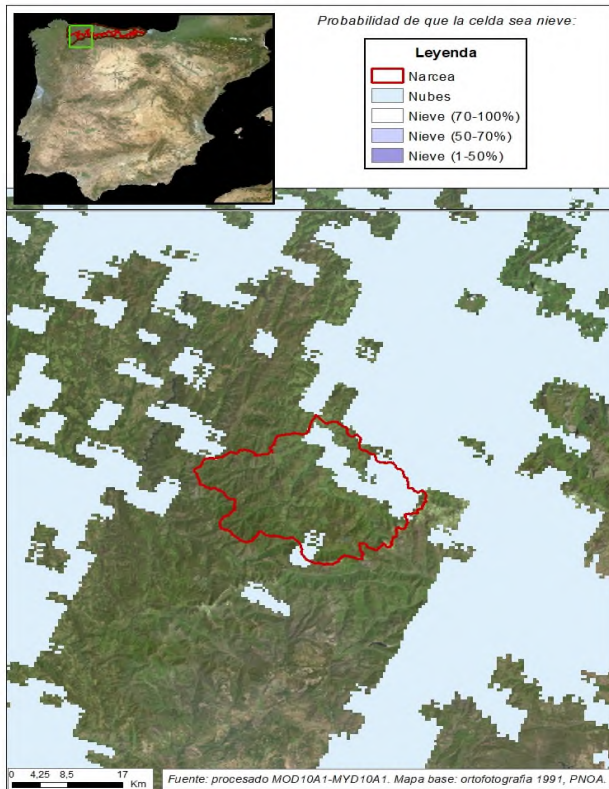 Probabilidad de que la celda sea nieve:
Leyenda
Narcea
Nubes
Nieve (70-100%)
Nieve (50-70%)
Nieve (1-50%)
0 4,25 8,5 17
Km
Fuente: procesado MOD10A1-MYD10A1. Mapa base: ortofotografia 1991, PNOA.